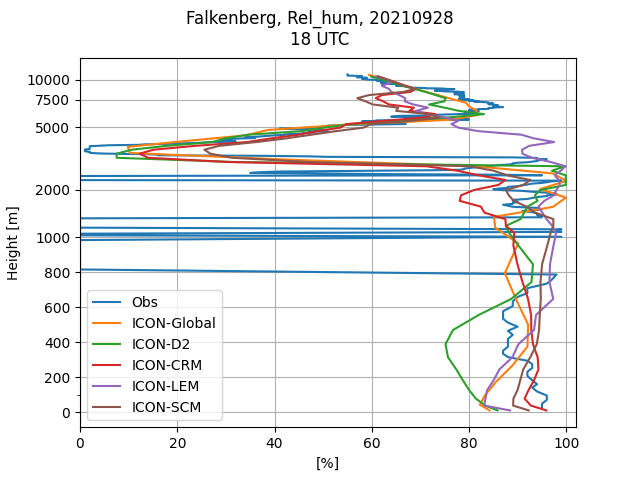 Falkenberg, Rel_hum, 20210928
18 UTC
Height [m]
10000
7500
5000
2000
1000
800
600
400
200
0
Obs
ICON-Global
ICON-D2
ICON-CRM
ICON-LEM
ICON-SCM
0 20 40 60 80 100
[%]